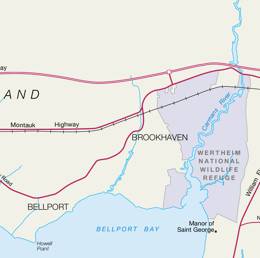 ay
LAND
Montauk Highway
Carmans River
BROOKHAVEN
WERTHEIM
NATIONAL
WILDLIFE
REFUGE
Road
BELLPORT
William
BELLPORT BAY
Manor of
Saint George
Howell
Point